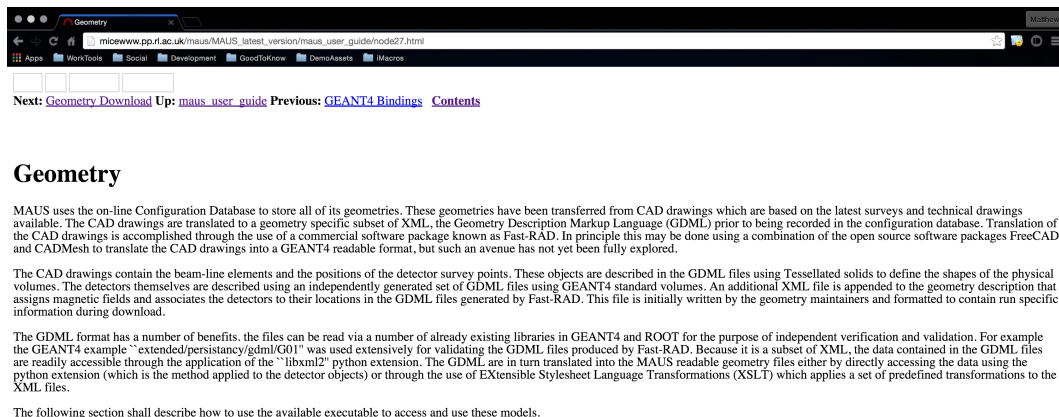 Geometry
Matthew
micewww.pp.rl.ac.uk/maus/MAUS_latest_version/maus_user_guide/node27.html
Apps WorkTools Social Development GoodToKnow DemoAssets iMacros
Next: Geometry Download Up: maus_user_guide Previous: GEANT4 Bindings Contents
Geometry
MAUS uses the on-line Configuration Database to store all of its geometries. These geometries have been transferred from CAD drawings which are based on the latest surveys and technical drawings
available. The CAD drawings are translated to a geometry specific subset of XML, the Geometry Description Markup Language (GDML) prior to being recorded in the configuration database. Translation of
the CAD drawings is accomplished through the use of a commercial software package known as Fast-RAD. In principle this may be done using a combination of the open source software packages FreeCAD
and CADMesh to translate the CAD drawings into a GEANT4 readable format, but such an avenue has not yet been fully explored.
The CAD drawings contain the beam-line elements and the positions of the detector survey points. These objects are described in the GDML files using Tessellated solids to define the shapes of the physical
volumes. The detectors themselves are described using an independently generated set of GDML files using GEANT4 standard volumes. An additional XML file is appended to the geometry description that
assigns magnetic fields and associates the detectors to their locations in the GDML files generated by Fast-RAD. This file is initially written by the geometry maintainers and formatted to contain run specific
information during download.
The GDML format has a number of benefits. the files can be read via a number of already existing libraries in GEANT4 and ROOT for the purpose of independent verification and validation. For example
the GEANT4 example ``extended/persistancy/gdml/G01'' was used extensively for validating the GDML files produced by Fast-RAD. Because it is a subset of XML, the data contained in the GDML files
are readily accessible through the application of the ``libxml2'' python extension. The GDML are in turn translated into the MAUS readable geometry files either by directly accessing the data using the
python extension (which is the method applied to the detector objects) or through the use of EXtensible Stylesheet Language Transformations (XSLT) which applies a set of predefined transformations to the
XML files.
The following section shall describe how to use the available executable to access and use these models.